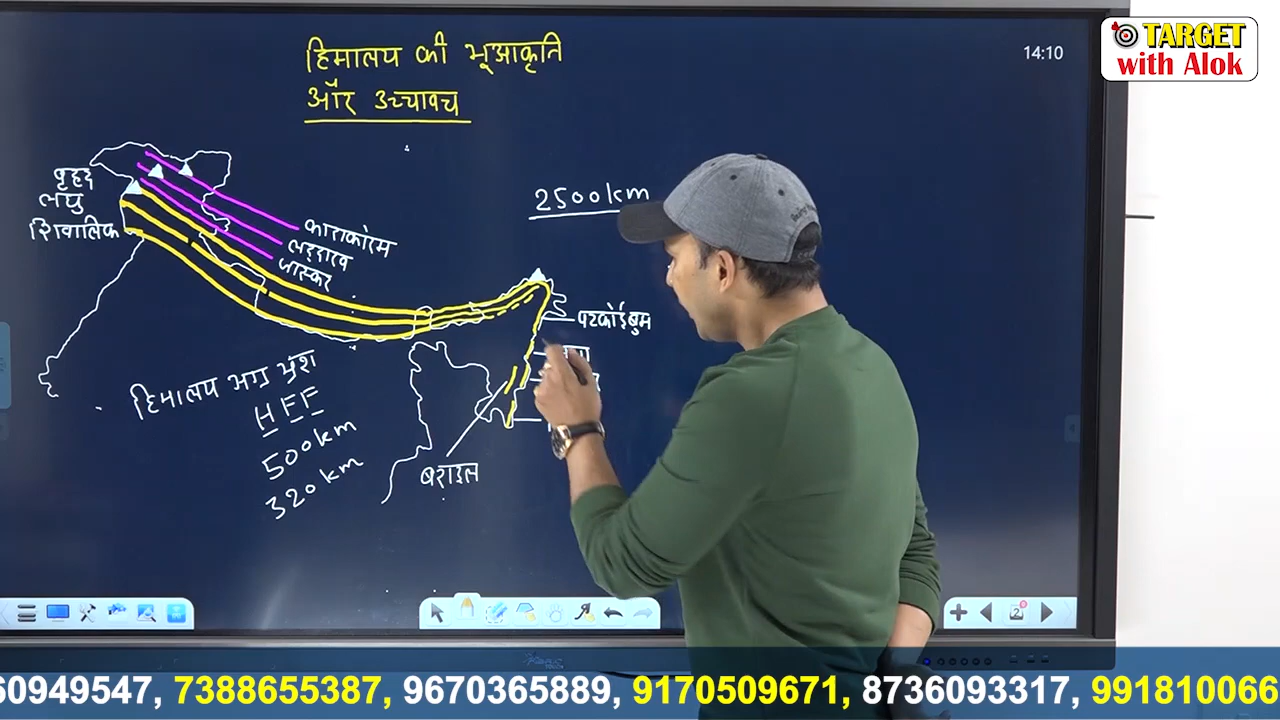 हिमालय की भूआकृति
और उच्चावच
14:10
TARGET
with Alok
वृहद
लघु
शिवालिक
काराकोरम
लद्दाख
जास्कर
2500km
पटकोईबुम
हिमालय भ्रंश
HFF
500km
320km
बराइल
60949547, 7388655387, 9670365889, 9170509671, 8736093317, 991810066